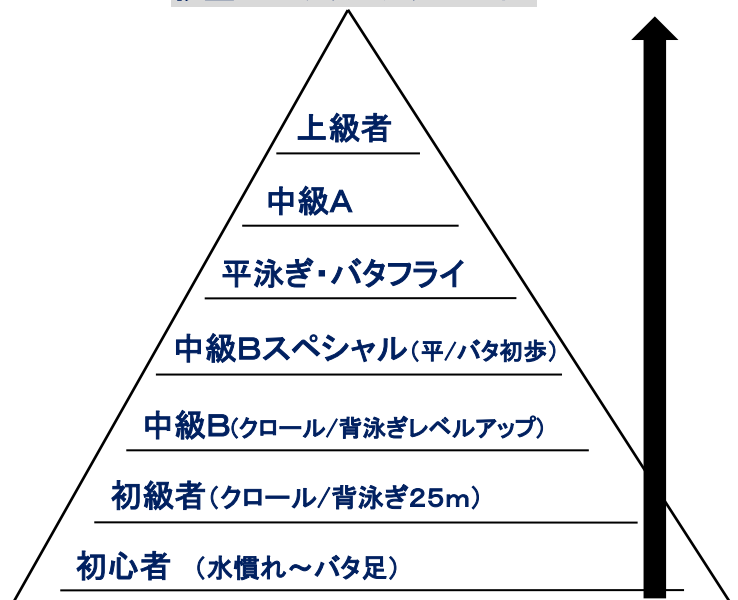 上級者
中級A
平泳ぎ・バタフライ
中級Bスペシャル(平/バタ初歩)
中級B(クロール/背泳ぎレベルアップ)
初級者(クロール/背泳ぎ25m)
初心者 (水慣れ～バタ足)